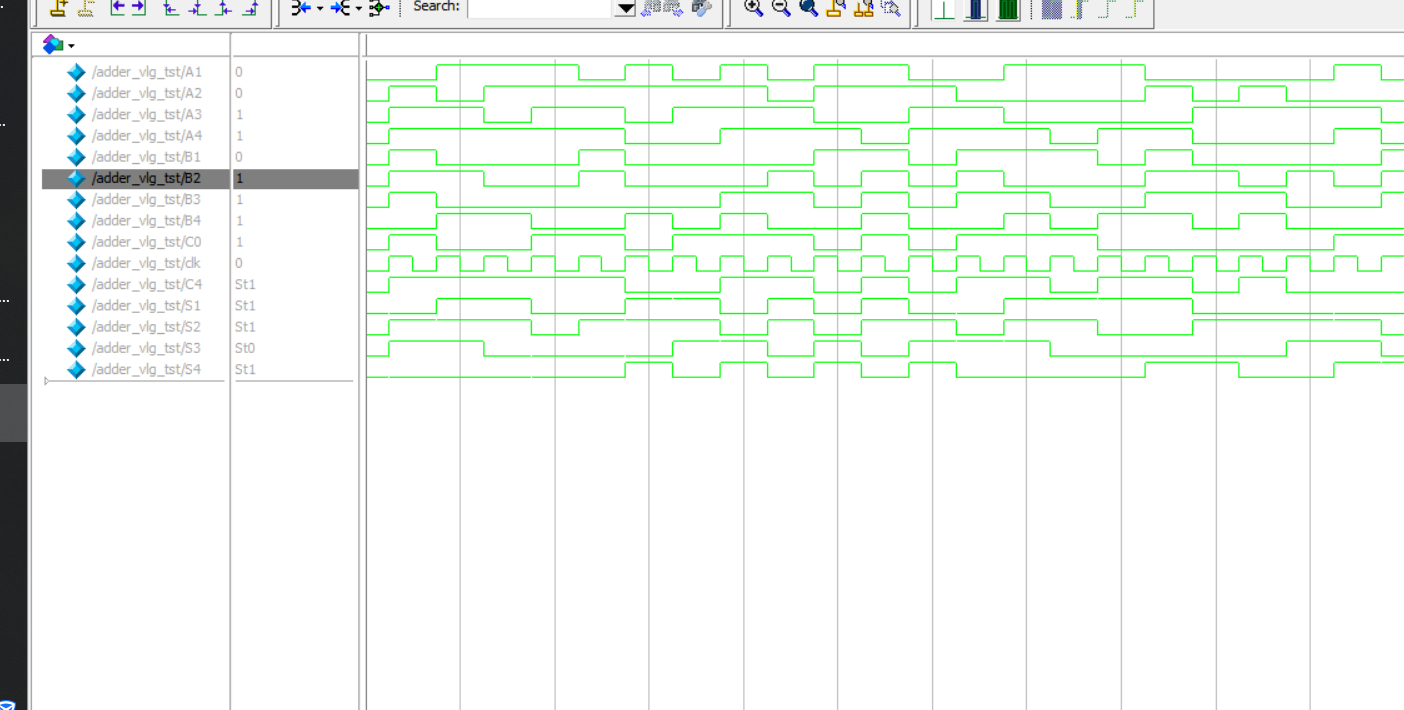 Search:
/adder_vlg_tst/A1 0
/adder_vlg_tst/A2 0
/adder_vlg_tst/A3 1
/adder_vlg_tst/A4 1
/adder_vlg_tst/B1 0
/adder_vlg_tst/B2 1
/adder_vlg_tst/B3 1
/adder_vlg_tst/B4 1
/adder_vlg_tst/C0 1
/adder_vlg_tst/clk 0
/adder_vlg_tst/C4 St1
/adder_vlg_tst/S1 St1
/adder_vlg_tst/S2 St1
/adder_vlg_tst/S3 St0
/adder_vlg_tst/S4 St1